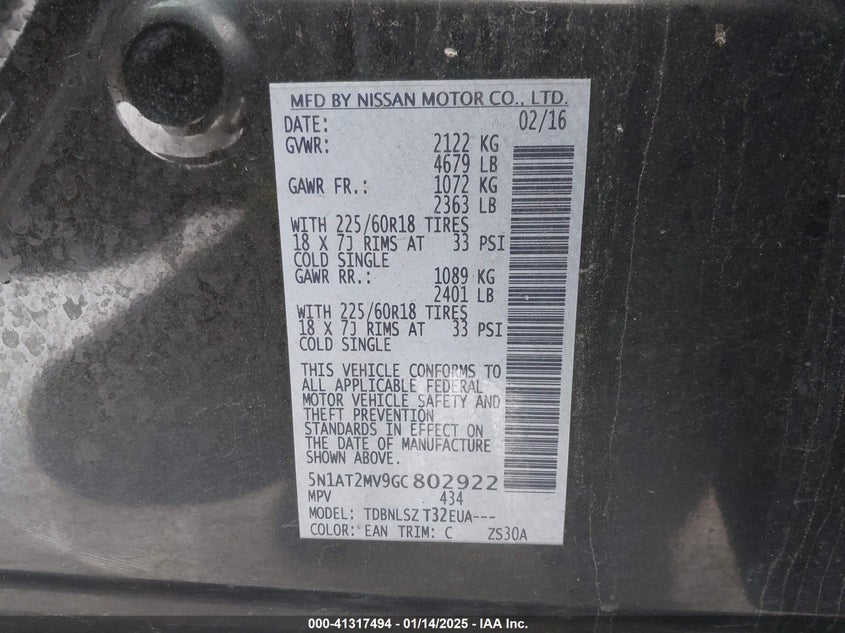 MFD BY NISSAN MOTOR CO., LTD.
DATE: 02/16
GVWR: 2122 KG
4679 LB
GAWR FR.: 1072 KG
2363 LB
WITH 225/60R18 TIRES
18 X 7J RIMS AT 33 PSI
COLD SINGLE
GAWR RR.: 1089 KG
2401 LB
WITH 225/60R18 TIRES
18 X 7J RIMS AT 33 PSI
COLD SINGLE
THIS VEHICLE CONFORMS TO
ALL APPLICABLE FEDERAL
MOTOR VEHICLE SAFETY AND
THEFT PREVENTION
STANDARDS IN EFFECT ON
THE DATE OF MANUFACTURE
SHOWN ABOVE.
5N1AT2MV9GC802922
MPV 434
MODEL: TDBNLSZ T32EUA---
COLOR: EAN TRIM: C ZS30A
000-41317494 - 01/14/2025 - IAA Inc.